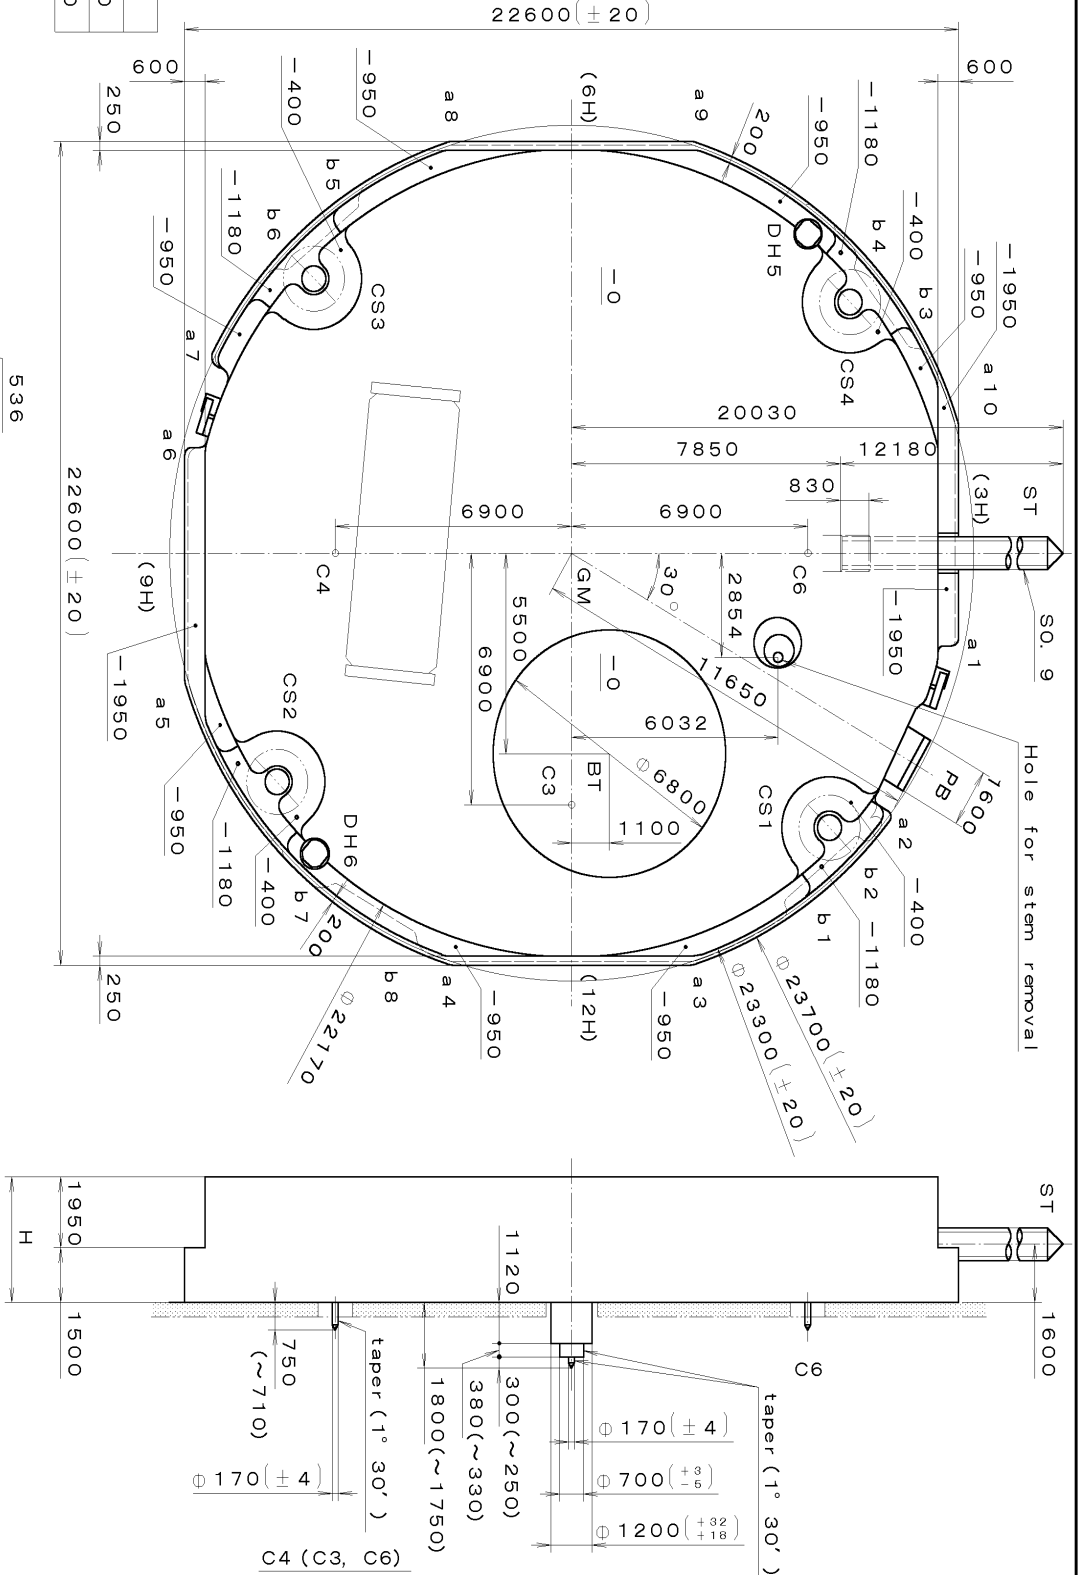 22600(±20)
600
600
250
-400
-950
a8
(6H)
a9
200
-950
-1180
b4
-400
b3
-950
-1950
a10
b5
b6
-1180
-950
a7
CS3
DH5
-0
CS4
20030
7850
12180
830
(3H)
ST
536
a6
22600(±20)
6900
6900
C4
GM
30°
2854
C6
(9H)
-1950
a5
-1950
a1
SO. 9
5500
6900
-0
11650
6032
CS2
BT
C3
φ6800
1100
CS1
PB
1600
Hole for stem removal
-950
-1180
-400
DH6
b7
200
a2
b2
b1
-400
-1180
b8
a4
φ22170
-950
250
(12H)
-950
a3
φ23300(±20)
φ23700(±20)
ST
1950
H
1500
1120
1600
750
(~710)
taper (1° 30′)
1800(~1750)
380(~330)
300(~250)
C6
taper (1° 30′)
φ170(±4)
φ170(±4)
φ700(+3 -5)
φ1200(+32 +18)
C4 (C3, C6)
0
0